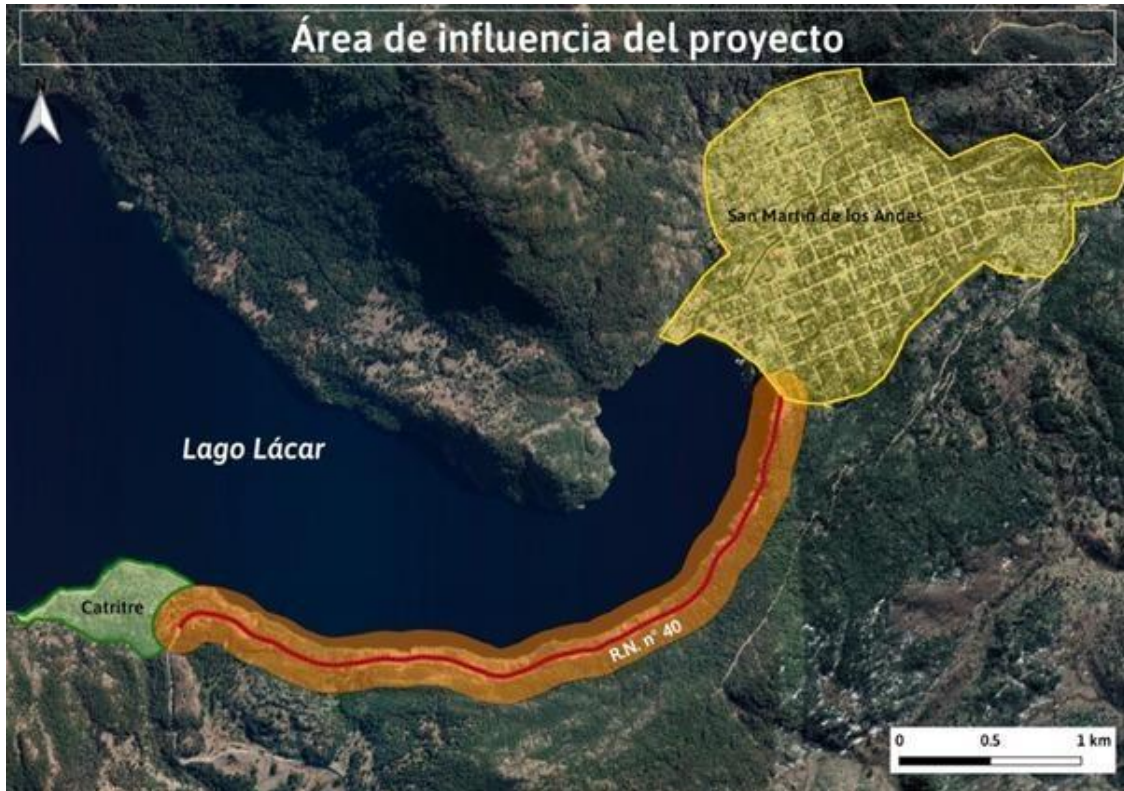 Área de influencia del proyecto
San Martín de los Andes
Lago Lácar
Catritre
R.N. n° 40
0 0.5 1 km